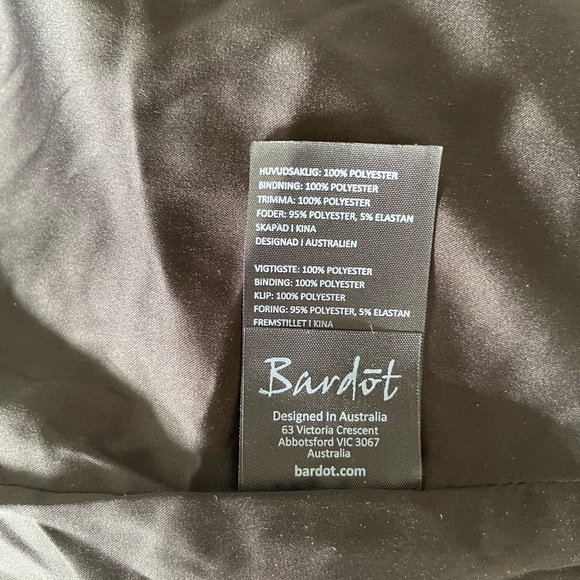 HUVUDSAKLIG: 100% POLYESTER
BINDNING: 100% POLYESTER
TRIMMA: 100% POLYESTER
FODER: 95% POLYESTER, 5% ELASTAN
SKAPAD I KINA
DESIGNAD I AUSTRALIEN
VIGTIGSTE: 100% POLYESTER
BINDING: 100% POLYESTER
KLIP: 100% POLYESTER
FORING: 95% POLYESTER, 5% ELASTAN
FREMSTILLET I KINA
Bardōt
Designed In Australia
63 Victoria Crescent
Abbotsford VIC 3067
Australia
bardot.com